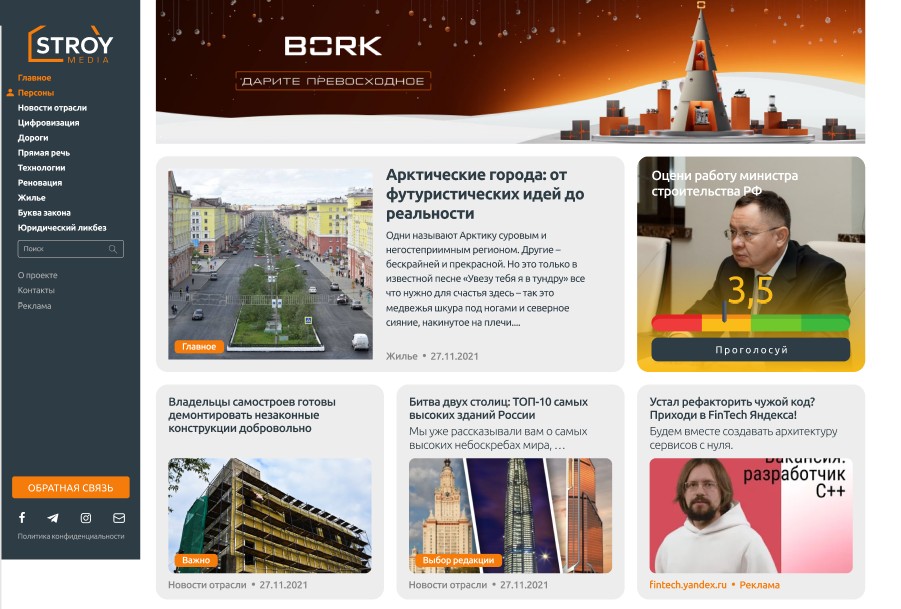 STROY
MEDIA
Главное
Персоны
Новости отрасли
Цифровизация
Дороги
Прямая речь
Технологии
Реновация
Жилье
Буква закона
Юридический ликбез
Поиск
О проекте
Контакты
Реклама
ОБРАТНАЯ СВЯЗЬ
Политика конфиденциальности
BORK
ДАРИТЕ ПРЕВОСХОДНОЕ
Арктические города: от
футуристических идей до
реальности
Одни называют Арктику суровым и
негостеприимным регионом. Другие –
бескрайней и прекрасной. Но это только в
известной песне «Увезу тебя я в тундру» все
что нужно для счастья здесь – так это
медвежья шкура под ногами и северное
сияние, накинутое на плечи....
Главное
Жилье • 27.11.2021
Оцени работу министра
строительства РФ
3,5
Проголосуй
Владельцы самостроев готовы
демонтировать незаконные
конструкции добровольно
Важно
Новости отрасли • 27.11.2021
Битва двух столиц: ТОП-10 самых
высоких зданий России
Мы уже рассказывали вам о самых
высоких небоскребах мира, …
Выбор редакции
Новости отрасли • 27.11.2021
Устал рефакторить чужой код?
Приходи в FinTech Яндекса!
Будем вместе создавать архитектуру
сервисов с нуля.
Вакансия:
разработчик
C++
fintech.yandex.ru • Реклама